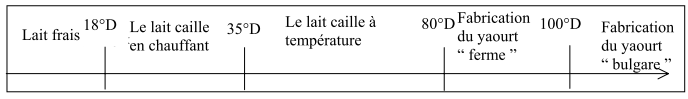 Lait frais
18°D
Le lait caille
en chauffant
35°D
Le lait caille à
température
80°D
Fabrication
du yaourt
“ ferme ”
100°D
Fabrication
du yaourt
“ bulgare ”